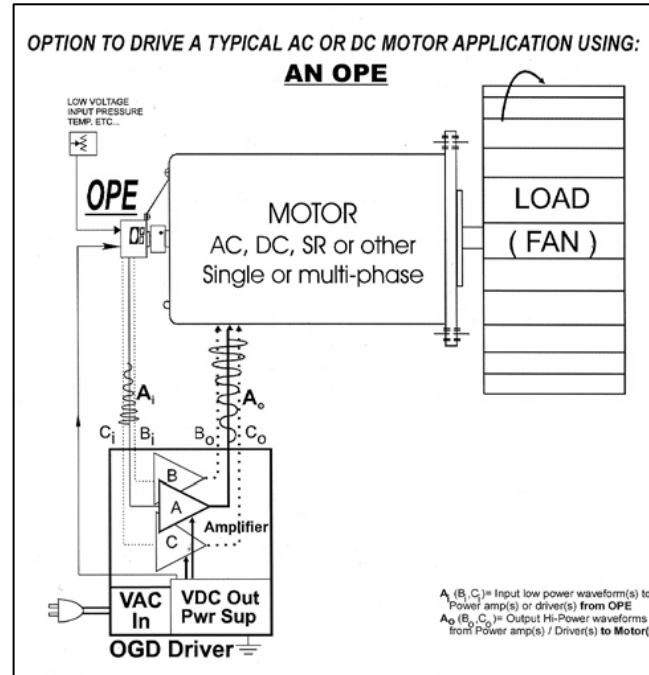 OPTION TO DRIVE A TYPICAL AC OR DC MOTOR APPLICATION USING:
AN OPE
LOW VOLTAGE
INPUT PRESSURE
TEMP. ETC...
OPE
MOTOR
AC, DC, SR or other
Single or multi-phase
LOAD
( FAN )
Ai
Ao
Ci Bi Bo Co
B
A
Amplifier
C
VAC
In
VDC Out
Pwr Sup
OGD Driver
Ai (Bi,Ci)= Input low power waveform(s) to
Power amp(s) or driver(s) from OPE
Ao (Bo,Co)= Output Hi-Power waveforms
from Power amp(s) / Driver(s) to Motor(